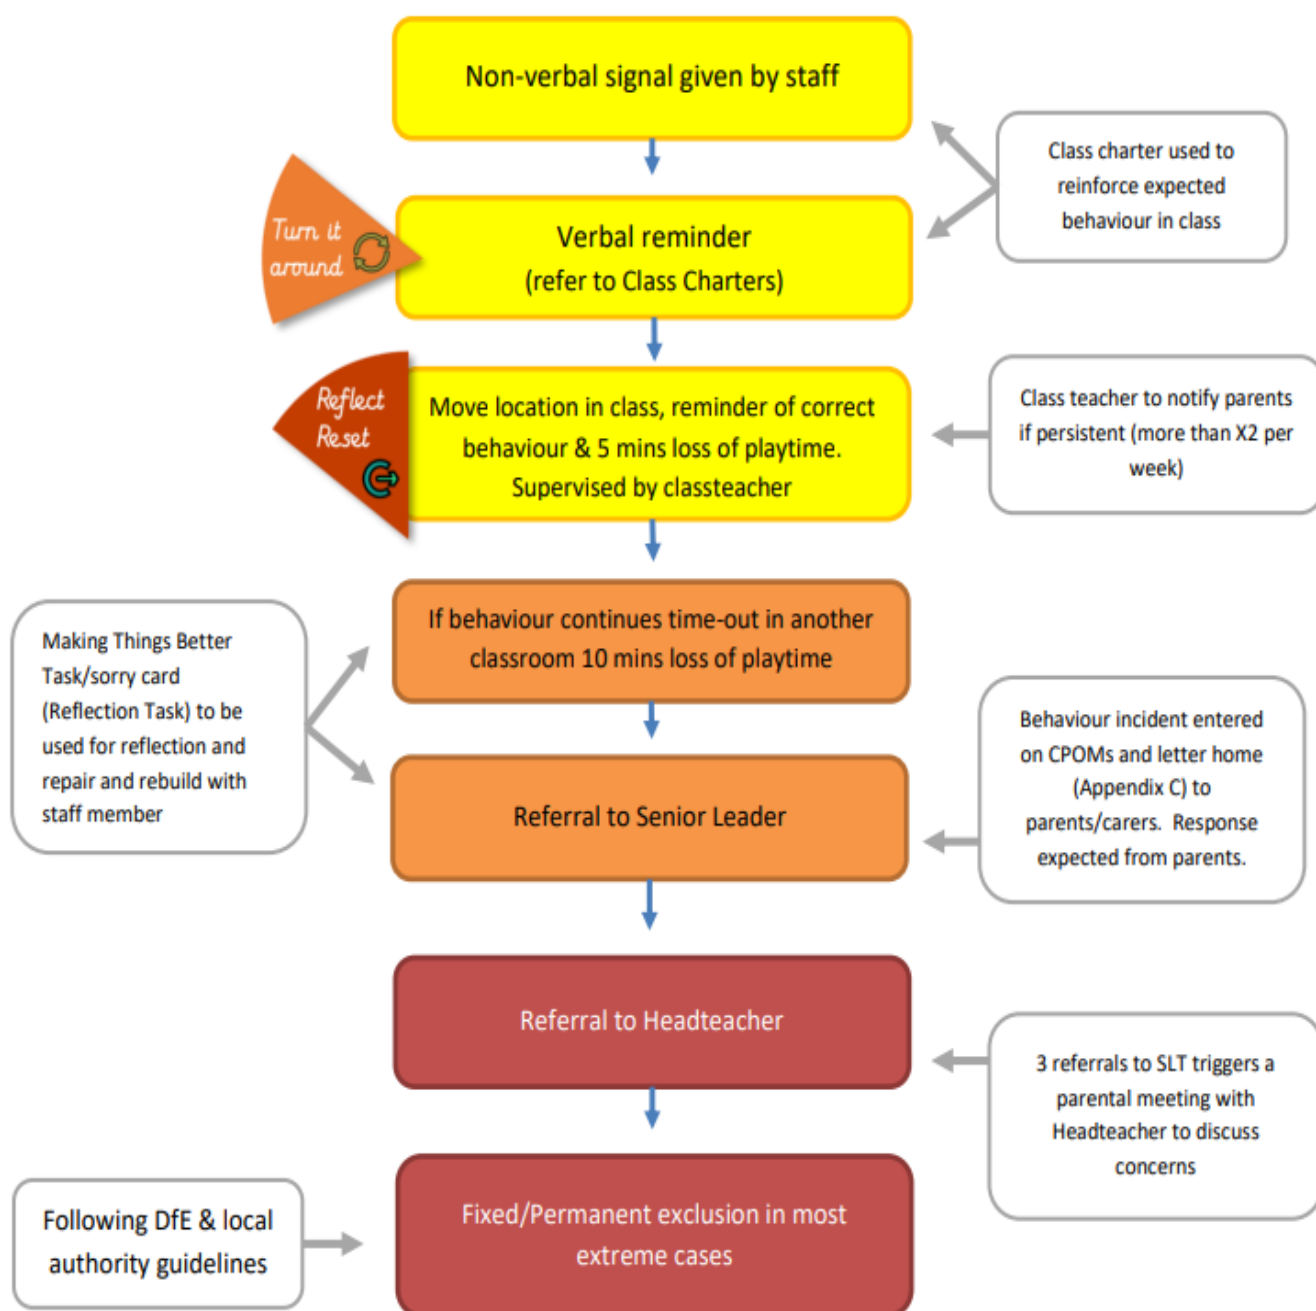 Non-verbal signal given by staff
Class charter used to
reinforce expected
behaviour in class
Turn it
around
Verbal reminder
(refer to Class Charters)
Reflect
Reset
Move location in class, reminder of correct
behaviour & 5 mins loss of playtime.
Supervised by classteacher
Class teacher to notify parents
if persistent (more than X2 per
week)
If behaviour continues time-out in another
classroom 10 mins loss of playtime
Making Things Better
Task/sorry card
(Reflection Task) to be
used for reflection and
repair and rebuild with
staff member
Referral to Senior Leader
Behaviour incident entered
on CPOMs and letter home
(Appendix C) to
parents/carers.  Response
expected from parents.
Referral to Headteacher
3 referrals to SLT triggers a
parental meeting with
Headteacher to discuss
concerns
Following DfE & local
authority guidelines
Fixed/Permanent exclusion in most
extreme cases